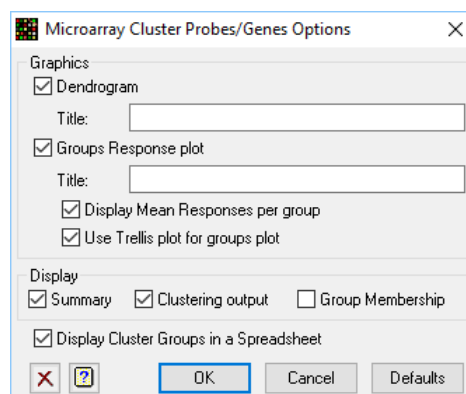 Microarray Cluster Probes/Genes Options
Graphics
Dendrogram
Title:
Groups Response plot
Title:
Display Mean Responses per group
Use Trellis plot for groups plot
Display
Summary Clustering output Group Membership
Display Cluster Groups in a Spreadsheet
? OK Cancel Defaults